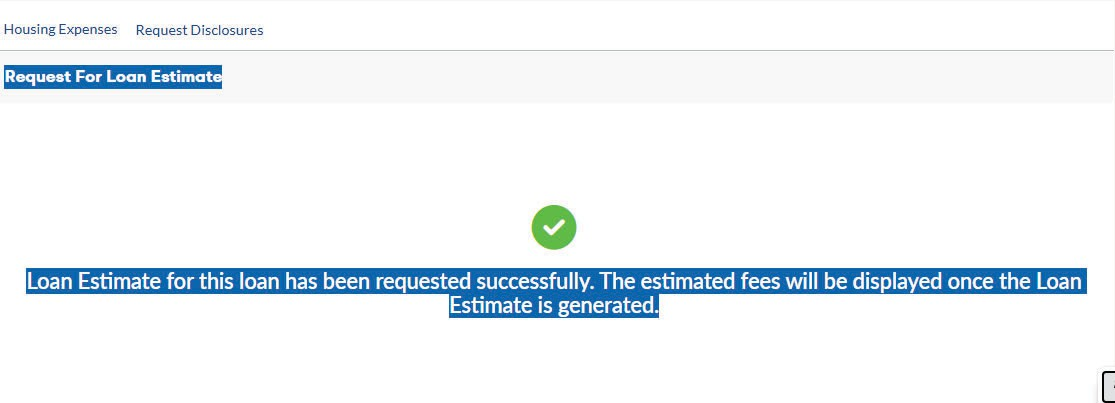 Housing Expenses Request Disclosures
Request For Loan Estimate
Loan Estimate for this loan has been requested successfully. The estimated fees will be displayed once the Loan
Estimate is generated.